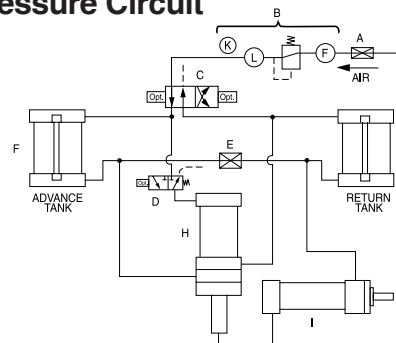 essure Circuit
B
K
L
F
A
AIR
C
Opt.
Opt.
F
E
ADVANCE
TANK
RETURN
TANK
Opt.
D
H
I